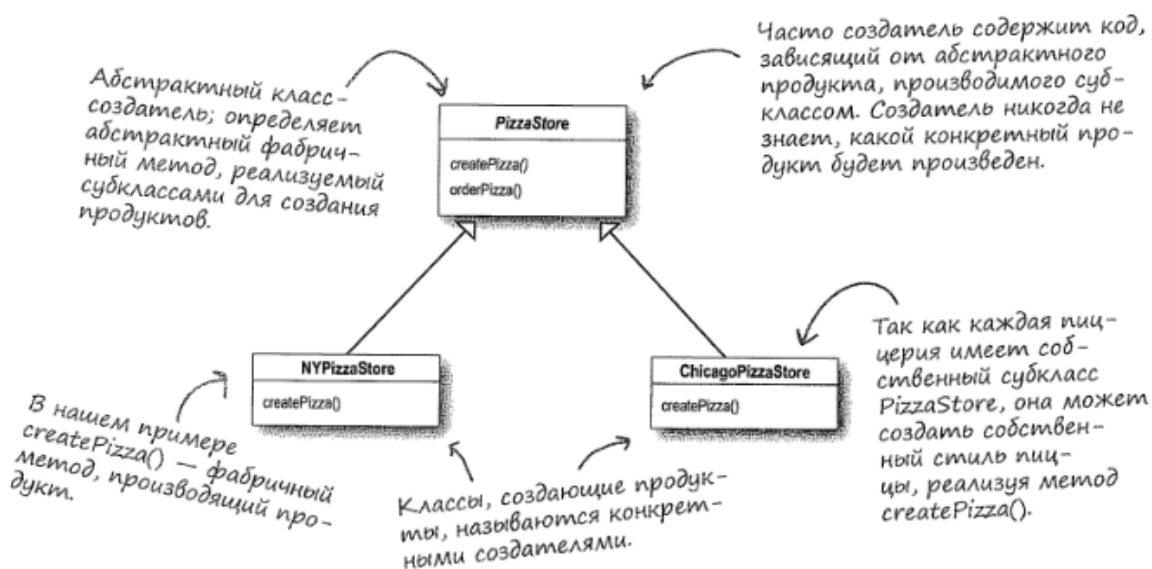 Часто создатель содержит код,
зависящий от абстрактного
продукта, производимого суб-
классом. Создатель никогда не
знает, какой конкретный про-
дукт будет произведен.
Абстрактный класс-
создатель; определяет
абстрактный фабрич-
ный метод, реализуемый
субклассами для создания
продуктов.
PizzaStore
createPizza()
orderPizza()
NYPizzaStore
createPizza()
ChicagoPizzaStore
createPizza()
Так как каждая пиц-
церия имеет соб-
ственный субкласс
PizzaStore, она может
создать собствен-
ный стиль пиц-
цы, реализуя метод
createPizza().
В нашем примере
createPizza() — фабричный
метод, производящий про-
дукт.
Классы, создающие продук-
ты, называются конкрет-
ными создателями.